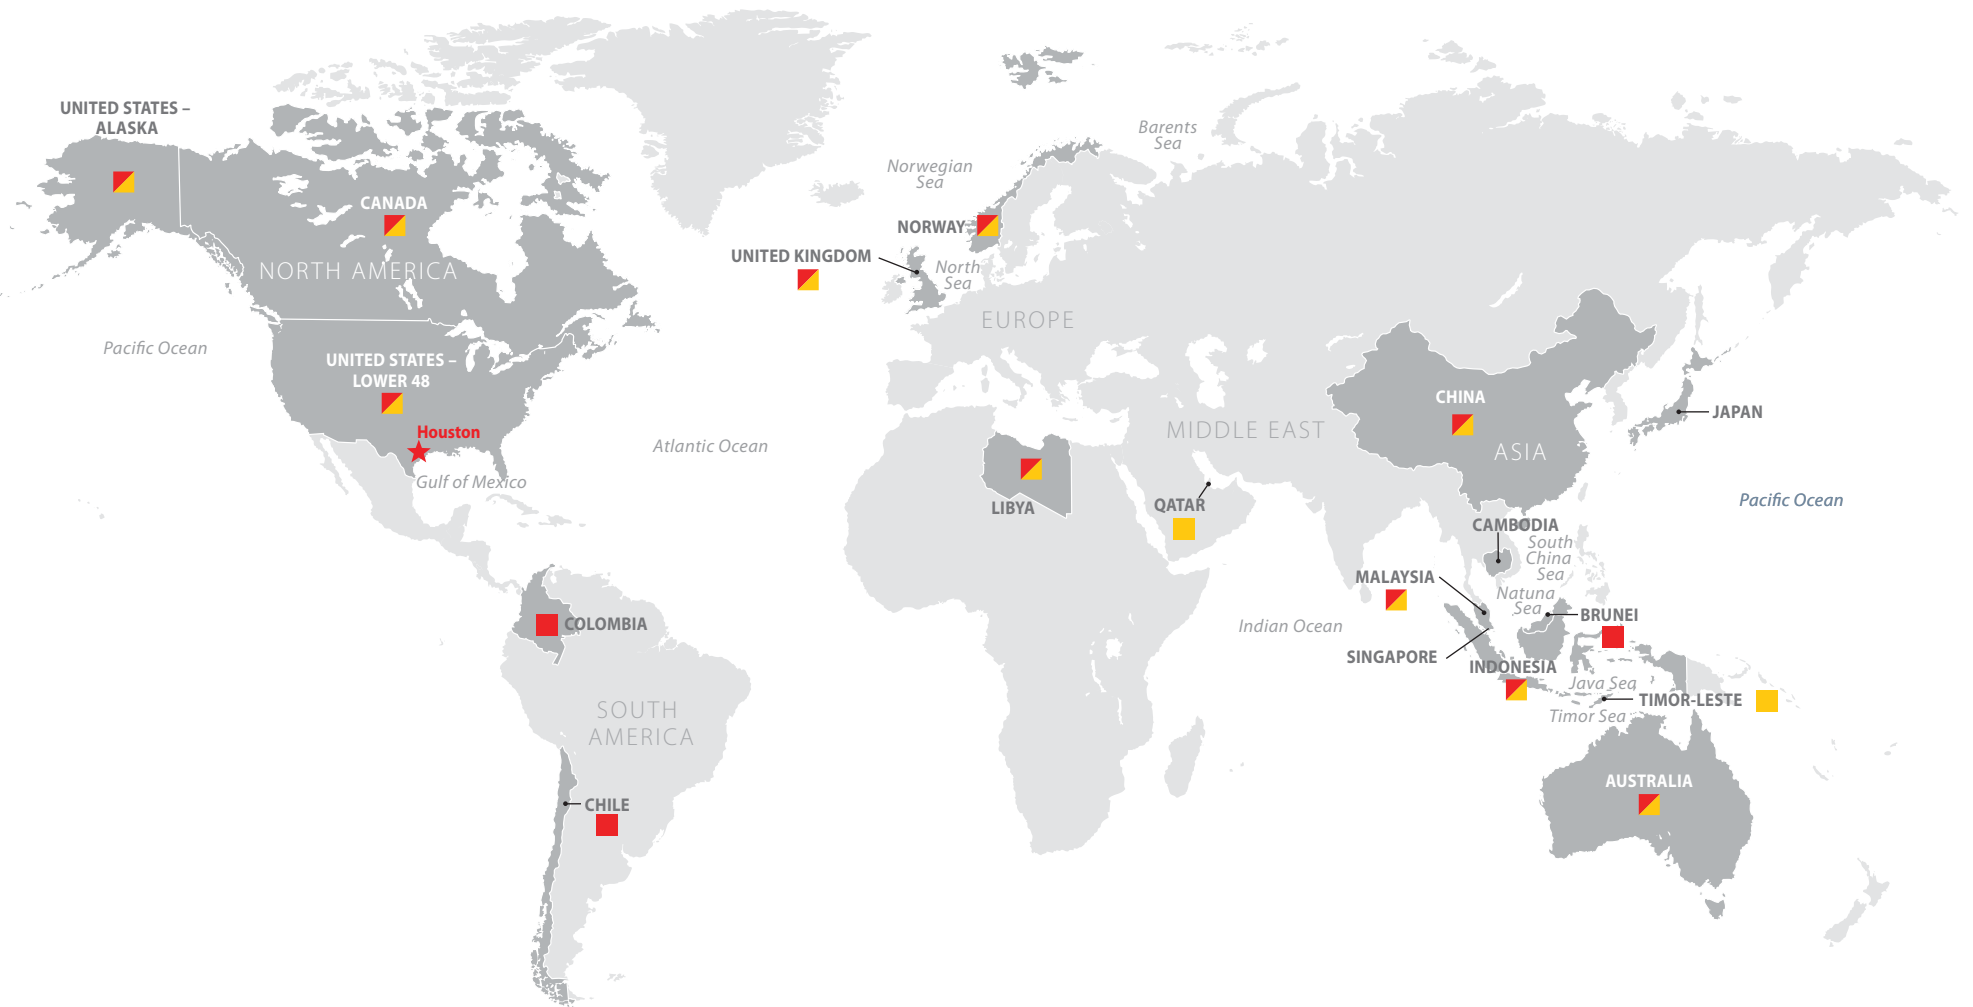 UNITED STATES –
ALASKA
Barents
Sea
Norwegian
Sea
CANADA
NORWAY
UNITED KINGDOM
North
Sea
NORTH AMERICA
EUROPE
Pacific Ocean
UNITED STATES –
LOWER 48
CHINA
JAPAN
Houston
MIDDLE EAST
Atlantic Ocean
ASIA
Gulf of Mexico
Pacific Ocean
LIBYA
QATAR
CAMBODIA
South
China
Sea
MALAYSIA
Natuna
Sea
BRUNEI
COLOMBIA
Indian Ocean
SINGAPORE
INDONESIA
Java Sea
TIMOR-LESTE
Timor Sea
SOUTH
AMERICA
AUSTRALIA
CHILE